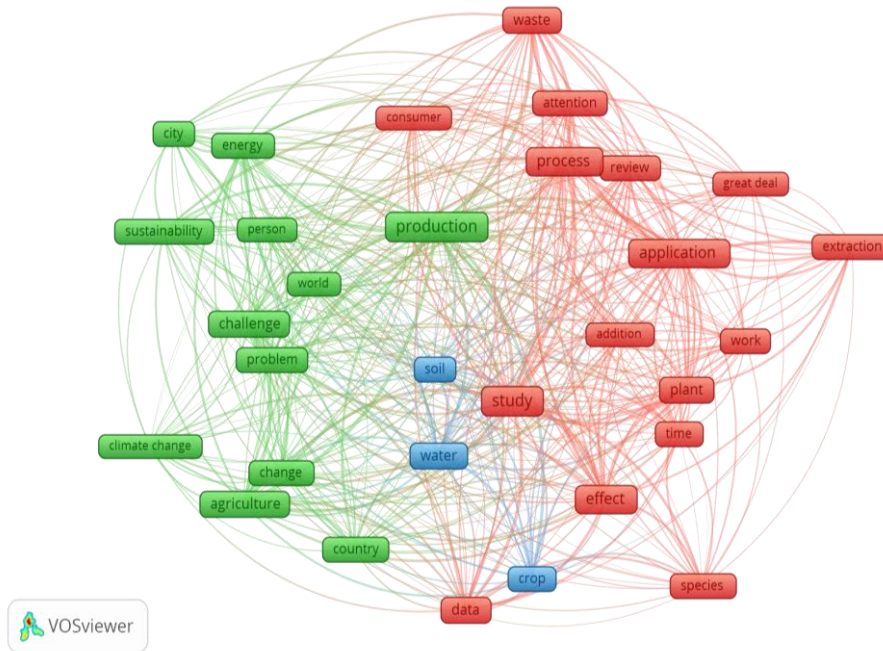 waste
attention
consumer
city
energy
process
review
great deal
production
sustainability
person
application
extraction
world
challenge
addition
work
problem
soil
plant
study
time
climate change
water
change
effect
agriculture
country
crop
species
data
VOSviewer